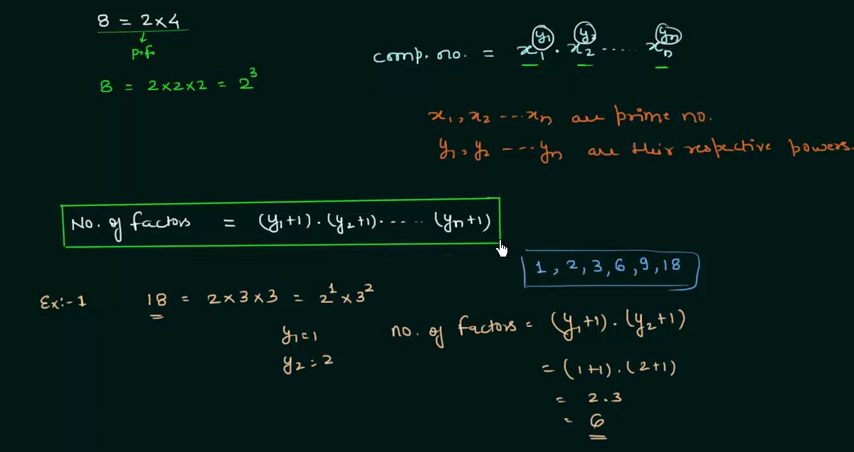 8 = 2 × 4
p.f.
8 = 2×2×2 = 2³
comp. no. = x₁^y₁ · x₂^y₂ ..... xₙ^yₙ
x₁, x₂ ... xₙ are prime no.
y₁, y₂ ..... yₙ are their respective powers.
No. of factors = (y₁+1)·(y₂+1)· ..... (yn+1)
1, 2, 3, 6, 9, 18
Ex:-1 18 = 2×3×3 = 2¹ × 3²
y₁=1
y₂=2
no. of factors = (y₁+1)·(y₂+1)
= (1+1)·(2+1)
= 2.3
= 6